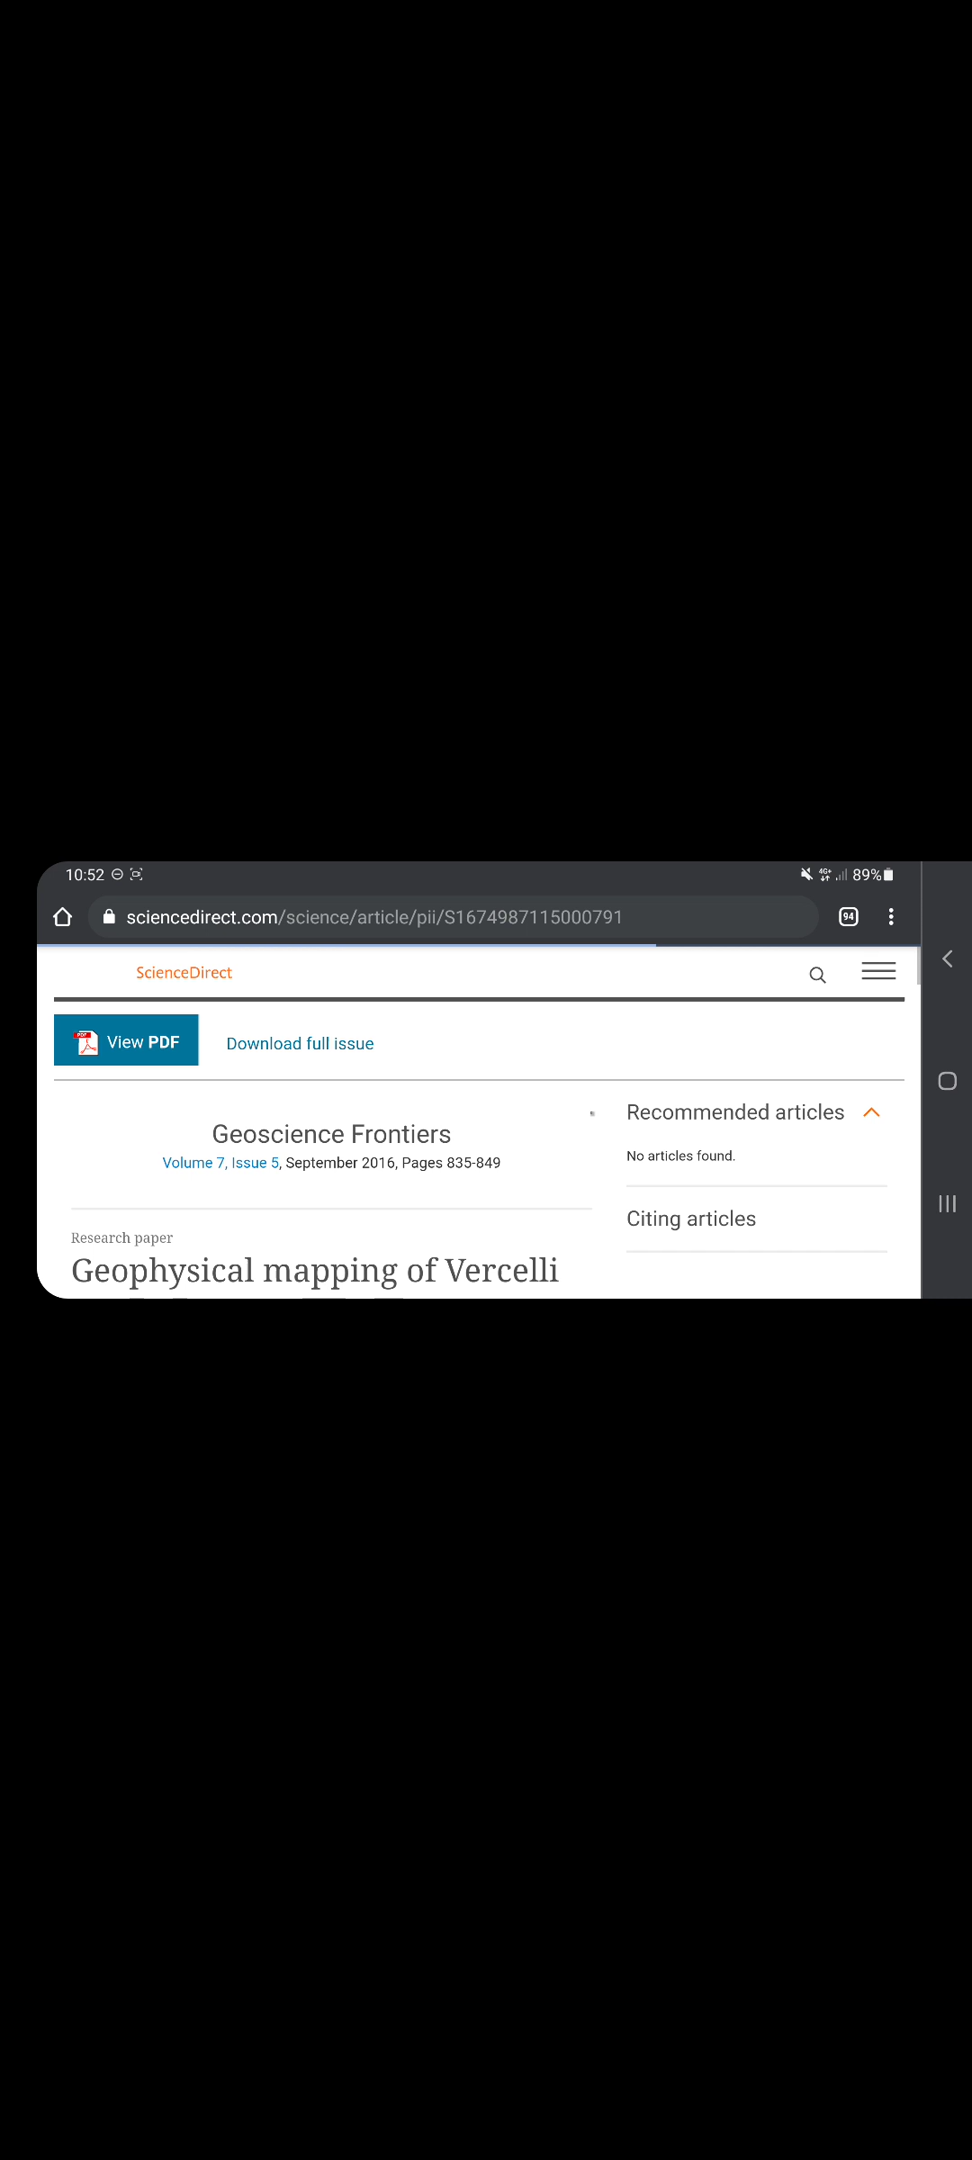 10:52
4G+ 89%
sciencedirect.com/science/article/pii/S1674987115000791
94
ScienceDirect
PDF View PDF
Download full issue
Geoscience Frontiers
Volume 7, Issue 5, September 2016, Pages 835-849
Research paper
Geophysical mapping of Vercelli
Recommended articles
No articles found.
Citing articles